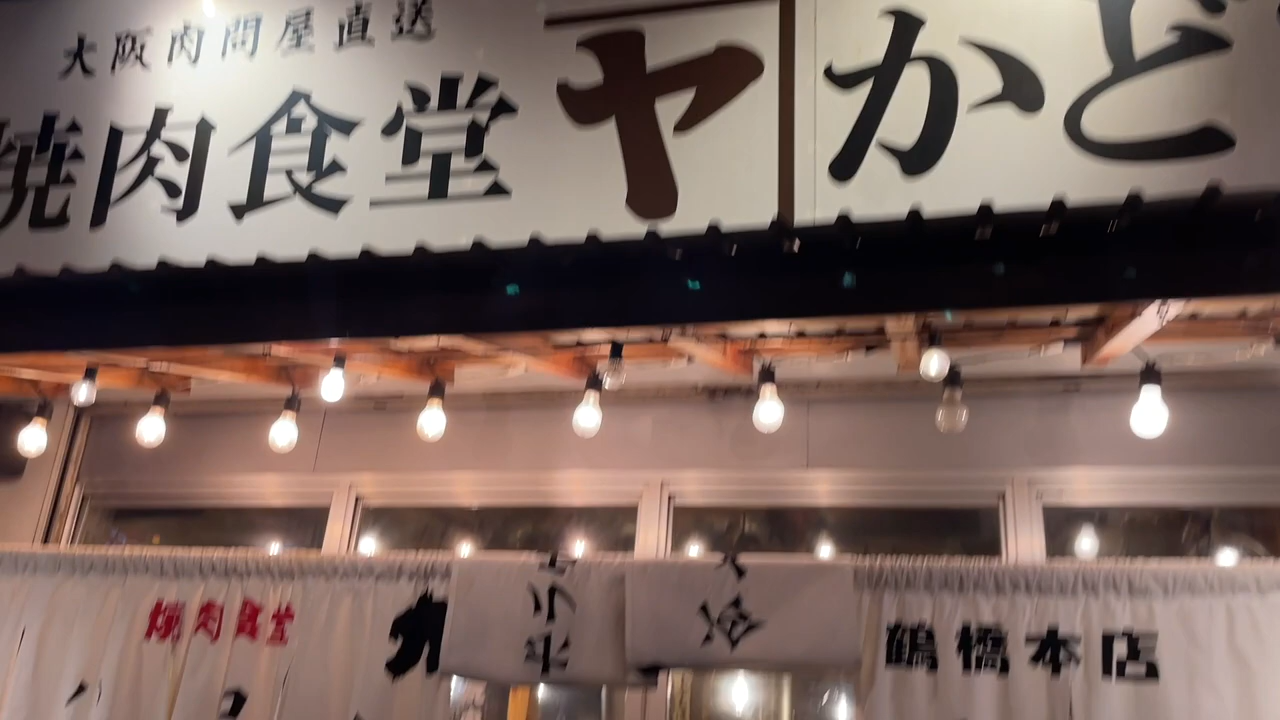 大阪肉問屋直送
焼肉食堂
ヤ
かど
焼肉食堂
鶴橋本店